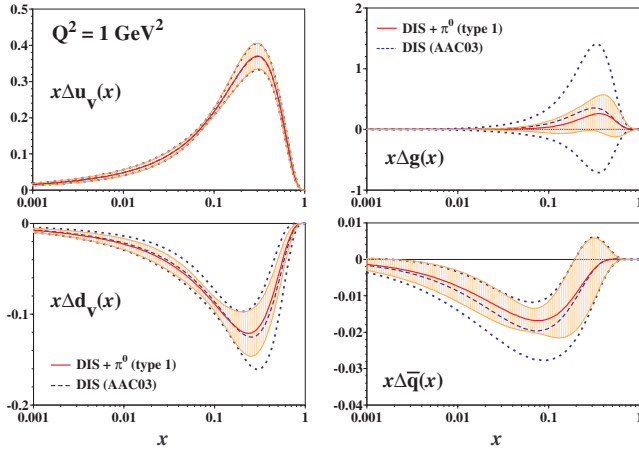 Q² = 1 GeV²
xΔu_v(x)
0.5
0.4
0.3
0.2
0.1
0
0.001 0.01 0.1 1
DIS + π⁰ (type 1)
DIS (AAC03)
xΔg(x)
2
1
0
-1
0.001 0.01 0.1 1
xΔd_v(x)
DIS + π⁰ (type 1)
DIS (AAC03)
0
-0.1
-0.2
0.001 0.01 0.1 1
x
xΔq̅(x)
0.01
0
-0.01
-0.02
-0.03
-0.04
0.001 0.01 0.1 1
x